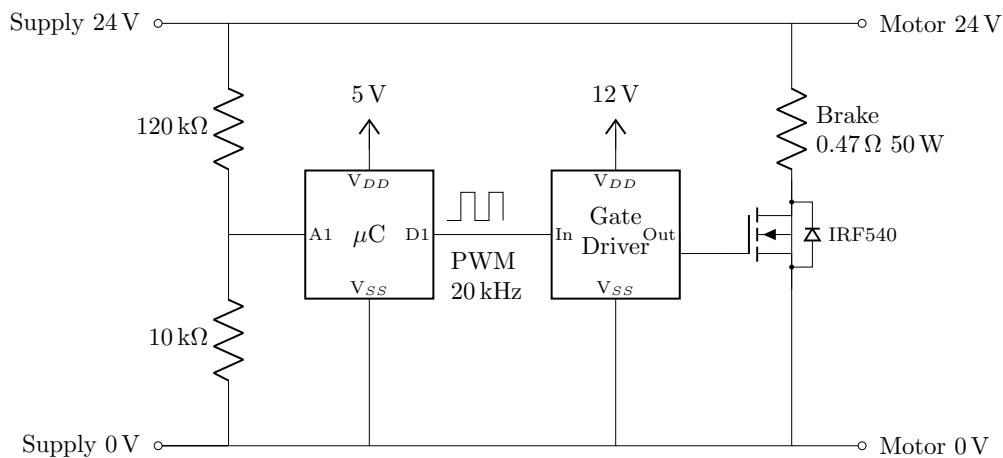 Supply 24 V
Motor 24 V
120 kΩ
5 V
12 V
Brake
0.47 Ω 50 W
V_DD
A1
µC
D1
V_SS
PWM
20 kHz
V_DD
Gate
Driver
In
Out
V_SS
IRF540
10 kΩ
Supply 0 V
Motor 0 V